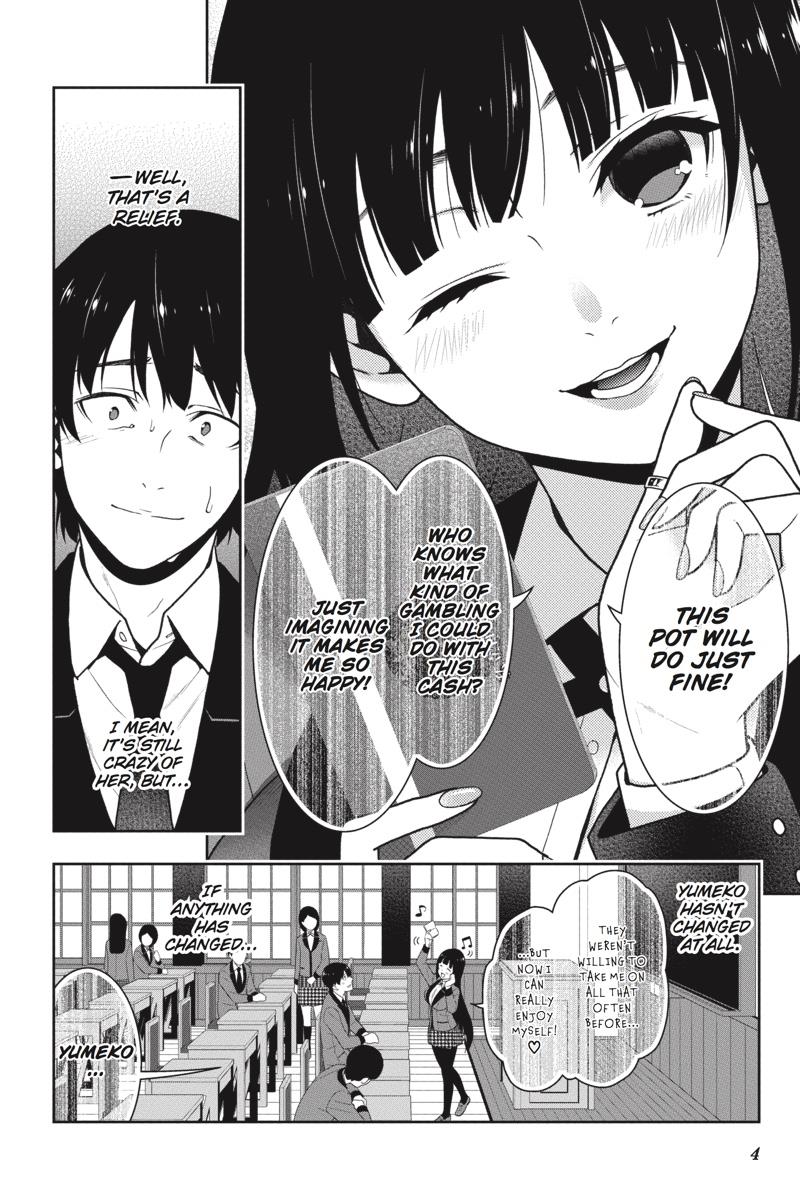 THIS
POT WILL
DO JUST
FINE!
WHO
KNOWS
WHAT
KIND OF
GAMBLING
I COULD
DO WITH
THIS
CASH?
JUST
IMAGINING
IT MAKES
ME SO
HAPPY!
—WELL,
THAT'S A
RELIEF.
I MEAN,
IT'S STILL
CRAZY OF
HER, BUT...
YUMEKO
HASN'T
CHANGED
AT ALL.
THEY
WEREN'T
WILLING TO
TAKE ME ON
ALL THAT
OFTEN
BEFORE...
...BUT
NOW I
CAN
REALLY
ENJOY
MYSELF!
♡
IF
ANYTHING
HAS
CHANGED...
YUMEKO
...
4